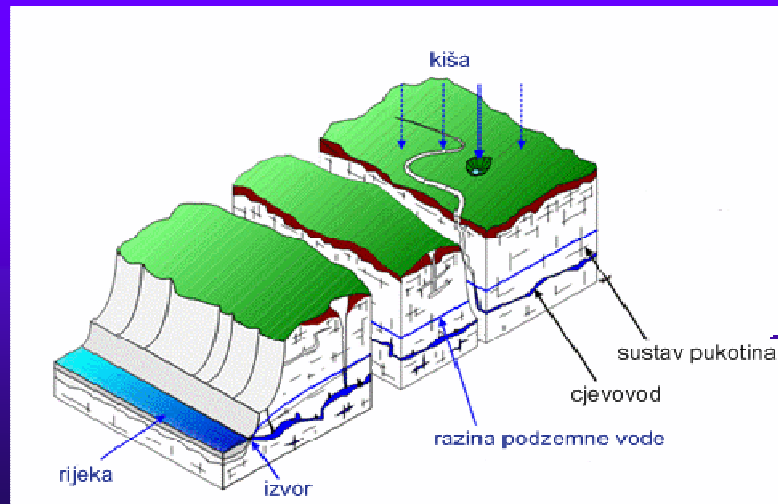 kiša
sustav pukotina
cjevovod
razina podzemne vode
rijeka
izvor